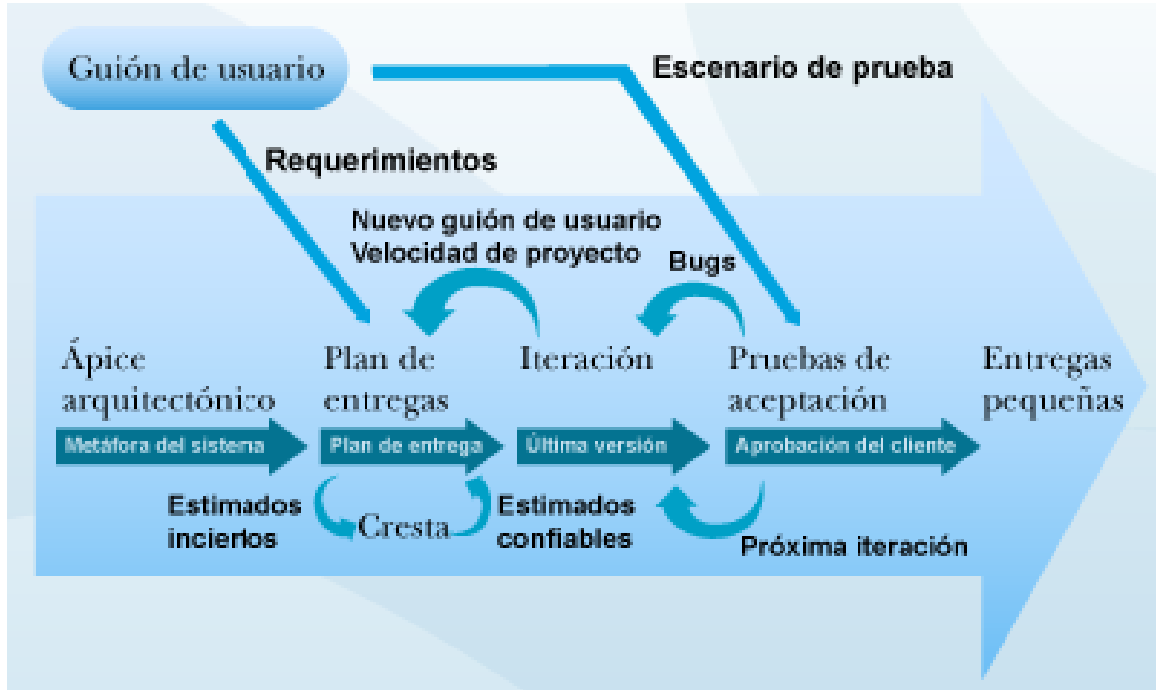 Guión de usuario
Escenario de prueba
Requerimientos
Nuevo guión de usuario
Velocidad de proyecto
Bugs
Ápice
arquitectónico
Plan de
entregas
Iteración
Pruebas de
aceptación
Entregas
pequeñas
Metáfora del sistema
Plan de entrega
Última versión
Aprobación del cliente
Estimados
inciertos
Cresta
Estimados
confiables
Próxima iteración